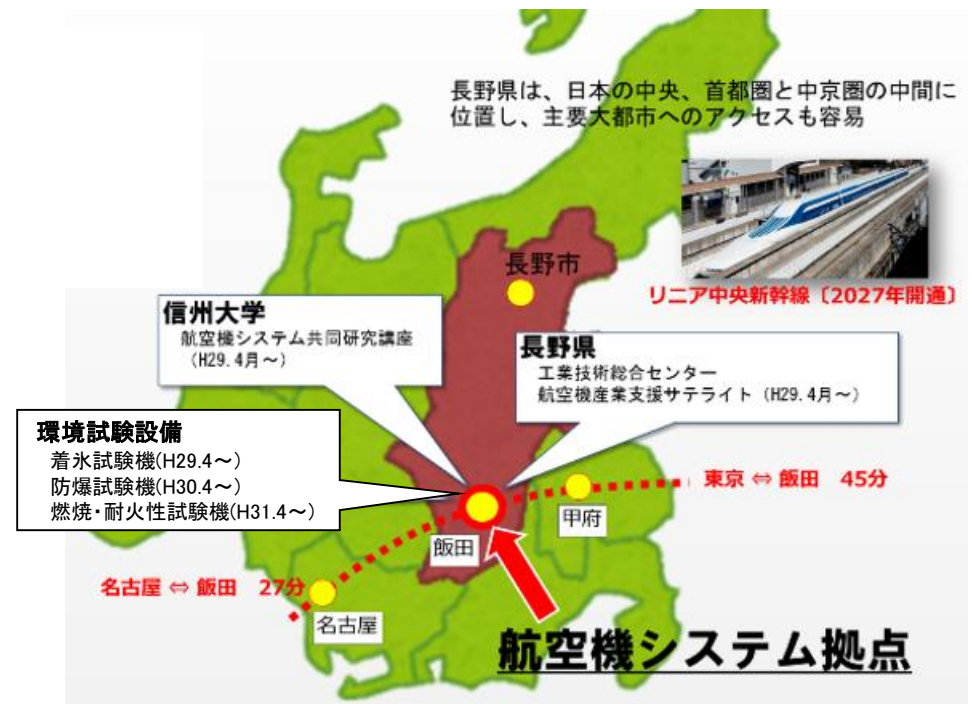 長野県は、日本の中央、首都圏と中京圏の中間に
位置し、主要大都市へのアクセスも容易
リニア中央新幹線〔2027年開通〕
長野市
信州大学
航空機システム共同研究講座
(H29.4月～)
長野県
工業技術総合センター
航空機産業支援サテライト(H29.4月～)
環境試験設備
着氷試験機(H29.4～)
防爆試験機(H30.4～)
燃焼・耐火性試験機(H31.4～)
東京 ⇔ 飯田 45分
甲府
飯田
名古屋 ⇔ 飯田 27分
名古屋
航空機システム拠点